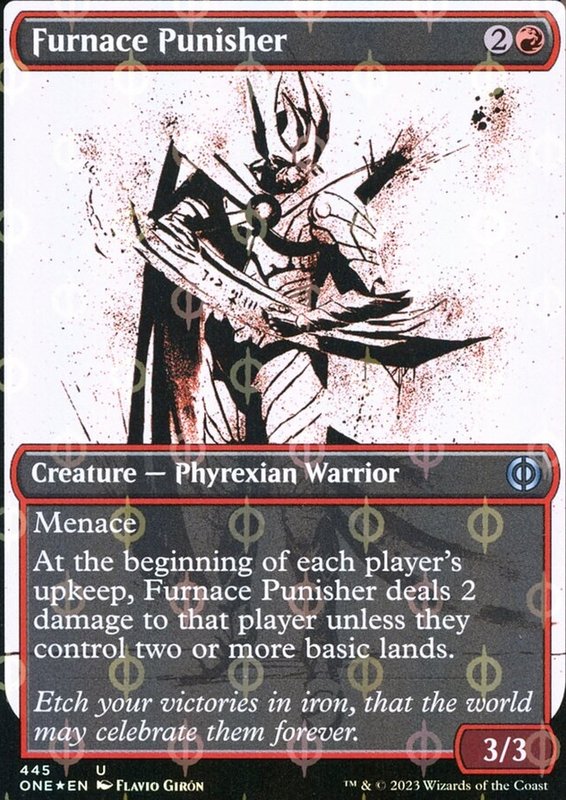 Furnace Punisher 2
Creature — Phyrexian Warrior
Menace
At the beginning of each player's
upkeep, Furnace Punisher deals 2
damage to that player unless they
control two or more basic lands.
Etch your victories in iron, that the world
may celebrate them forever.
3/3
445 U
ONE★EN Flavio Girón
™ & © 2023 Wizards of the Coast